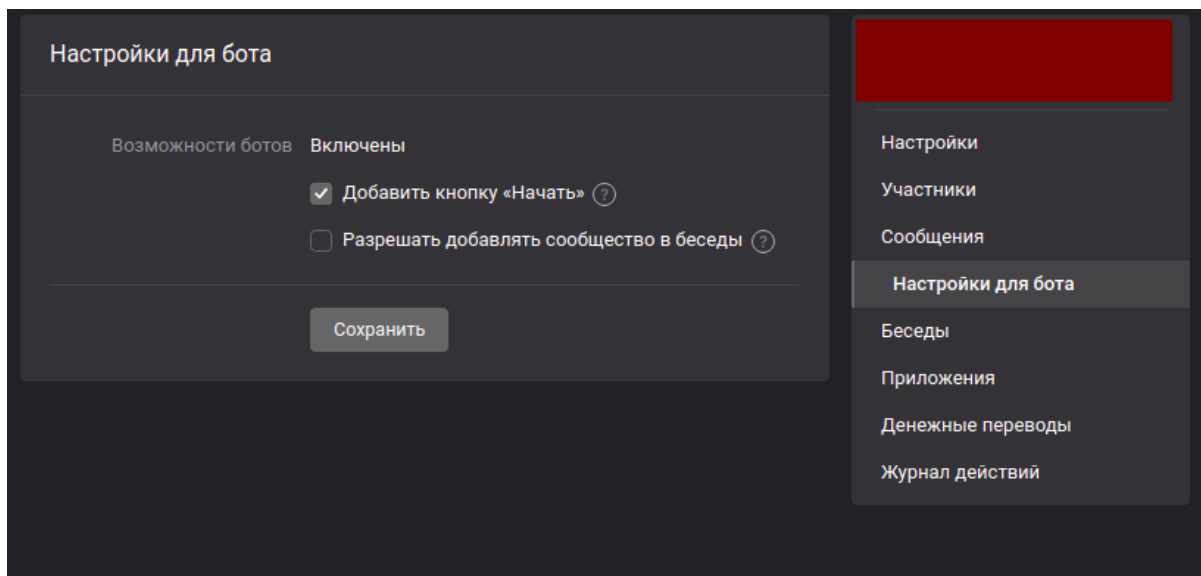 Настройки для бота
Возможности ботов Включены
Добавить кнопку «Начать» ?
Разрешать добавлять сообщество в беседы ?
Сохранить
Настройки
Участники
Сообщения
Настройки для бота
Беседы
Приложения
Денежные переводы
Журнал действий